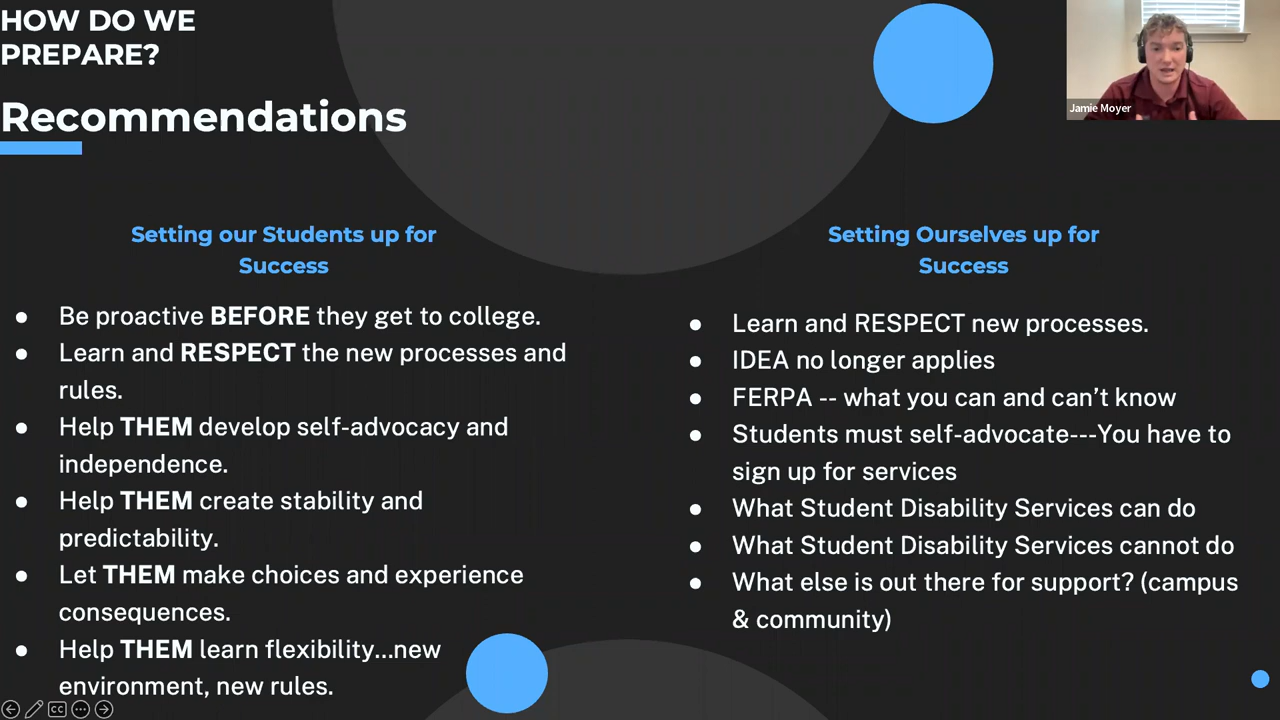 HOW DO WE
PREPARE?
Recommendations
Jamie Moyer
Setting our Students up for
Success
● Be proactive BEFORE they get to college.
● Learn and RESPECT the new processes and
rules.
● Help THEM develop self-advocacy and
independence.
● Help THEM create stability and
predictability.
● Let THEM make choices and experience
consequences.
● Help THEM learn flexibility...new
environment, new rules.
Setting Ourselves up for
Success
● Learn and RESPECT new processes.
● IDEA no longer applies
● FERPA -- what you can and can’t know
● Students must self-advocate---You have to
sign up for services
● What Student Disability Services can do
● What Student Disability Services cannot do
● What else is out there for support? (campus
& community)
CC